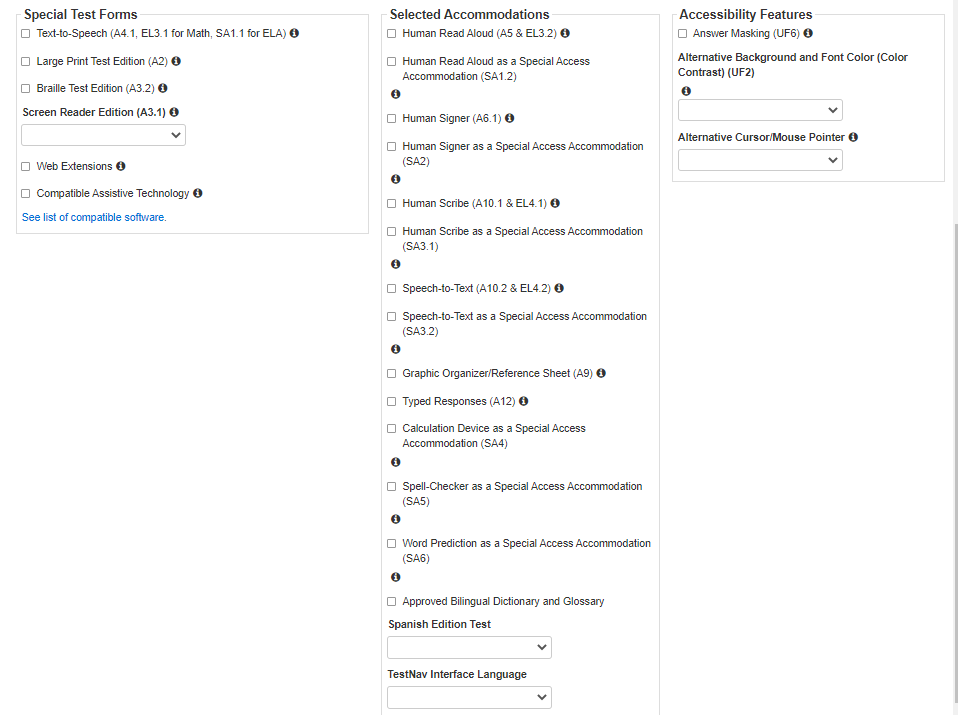 Special Test Forms
Text-to-Speech (A4.1, EL3.1 for Math, SA1.1 for ELA)
Large Print Test Edition (A2)
Braille Test Edition (A3.2)
Screen Reader Edition (A3.1)
Web Extensions
Compatible Assistive Technology
See list of compatible software.
Selected Accommodations
Human Read Aloud (A5 & EL3.2)
Human Read Aloud as a Special Access
Accommodation (SA1.2)
Human Signer (A6.1)
Human Signer as a Special Access Accommodation
(SA2)
Human Scribe (A10.1 & EL4.1)
Human Scribe as a Special Access Accommodation
(SA3.1)
Speech-to-Text (A10.2 & EL4.2)
Speech-to-Text as a Special Access Accommodation
(SA3.2)
Graphic Organizer/Reference Sheet (A9)
Typed Responses (A12)
Calculation Device as a Special Access
Accommodation (SA4)
Spell-Checker as a Special Access Accommodation
(SA5)
Word Prediction as a Special Access Accommodation
(SA6)
Approved Bilingual Dictionary and Glossary
Spanish Edition Test
TestNav Interface Language
Accessibility Features
Answer Masking (UF6)
Alternative Background and Font Color (Color
Contrast) (UF2)
Alternative Cursor/Mouse Pointer